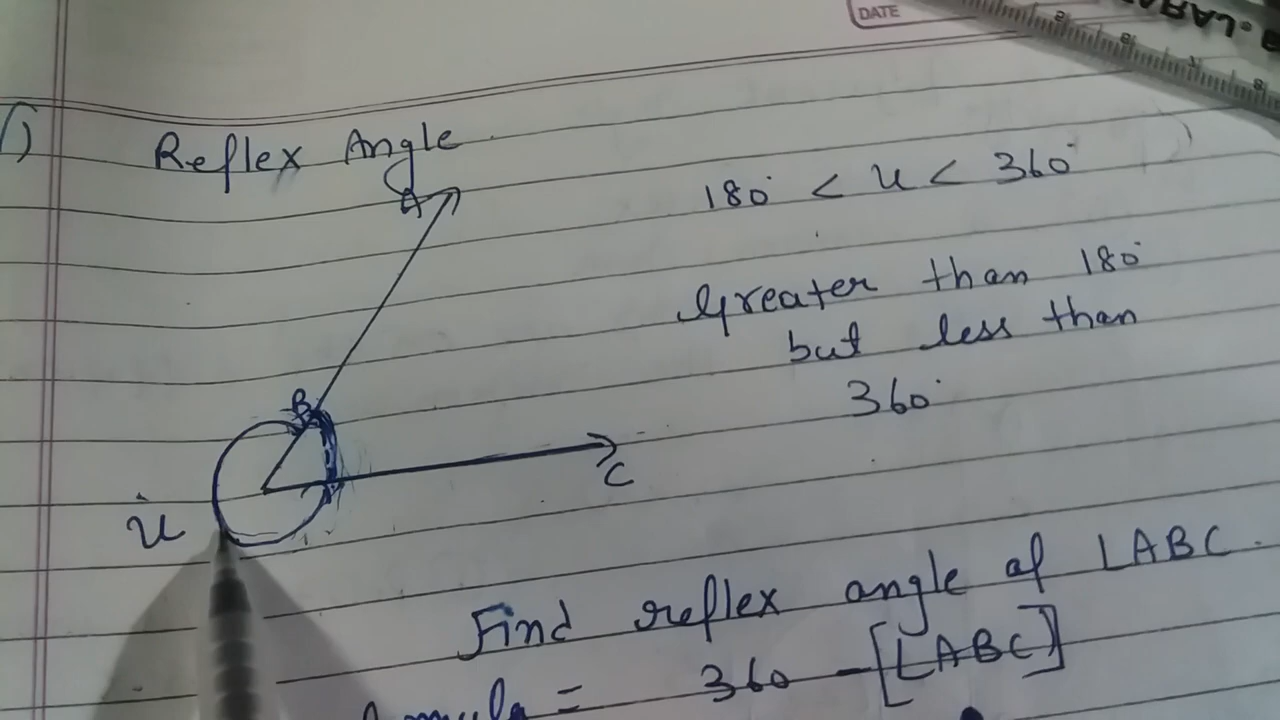 DATE
Reflex Angle
180° < u < 360°
A
Greater than 180°
but less than
360°
B
C
u
Find reflex angle of ∠ABC.
= 360 - [∠ABC]